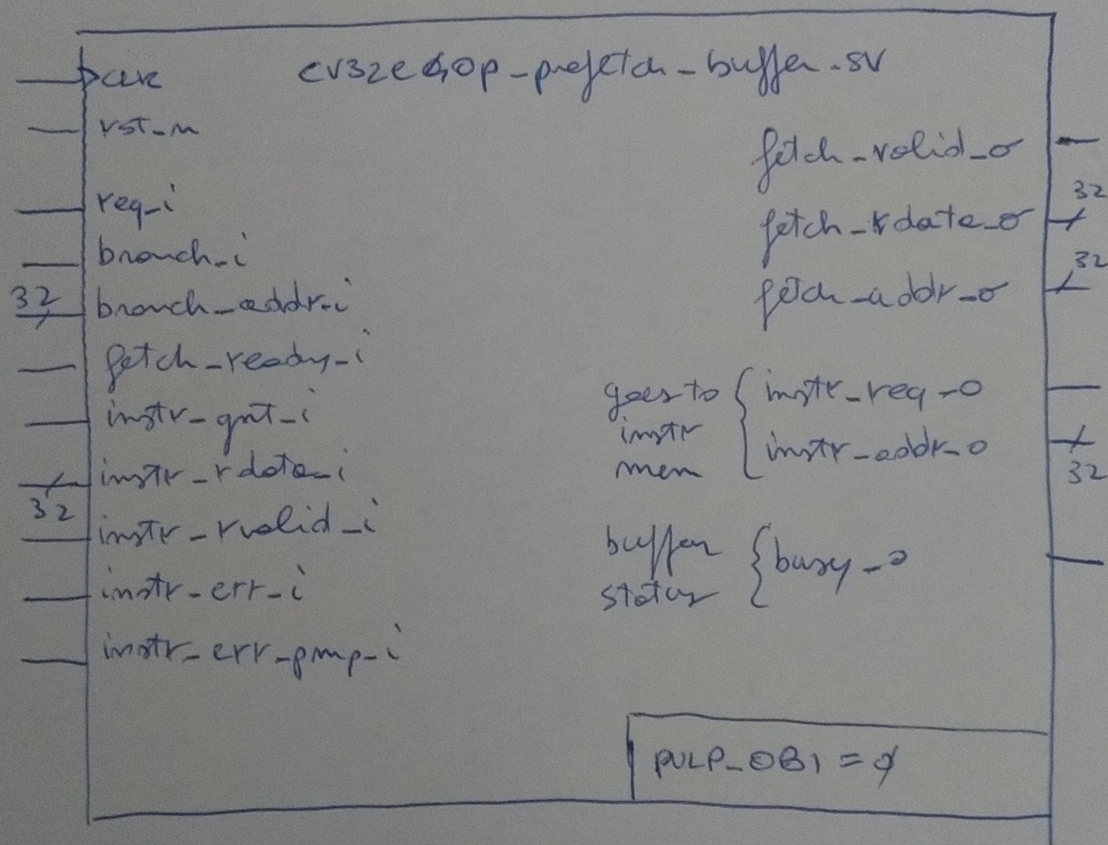 cv32e40p_prefetch_buffer.sv
clk
rst_n
req_i
branch_i
32
branch_addr_i
fetch_ready_i
instr_gnt_i
instr_rdata_i
32
instr_rvalid_i
instr_err_i
instr_err_pmp_i
fetch_valid_o
32
fetch_rdata_o
32
fetch_addr_o
goes to
instr
mem
instr_req_o
instr_addr_o
32
buffer
status
busy_o
PULP_OBI = 0